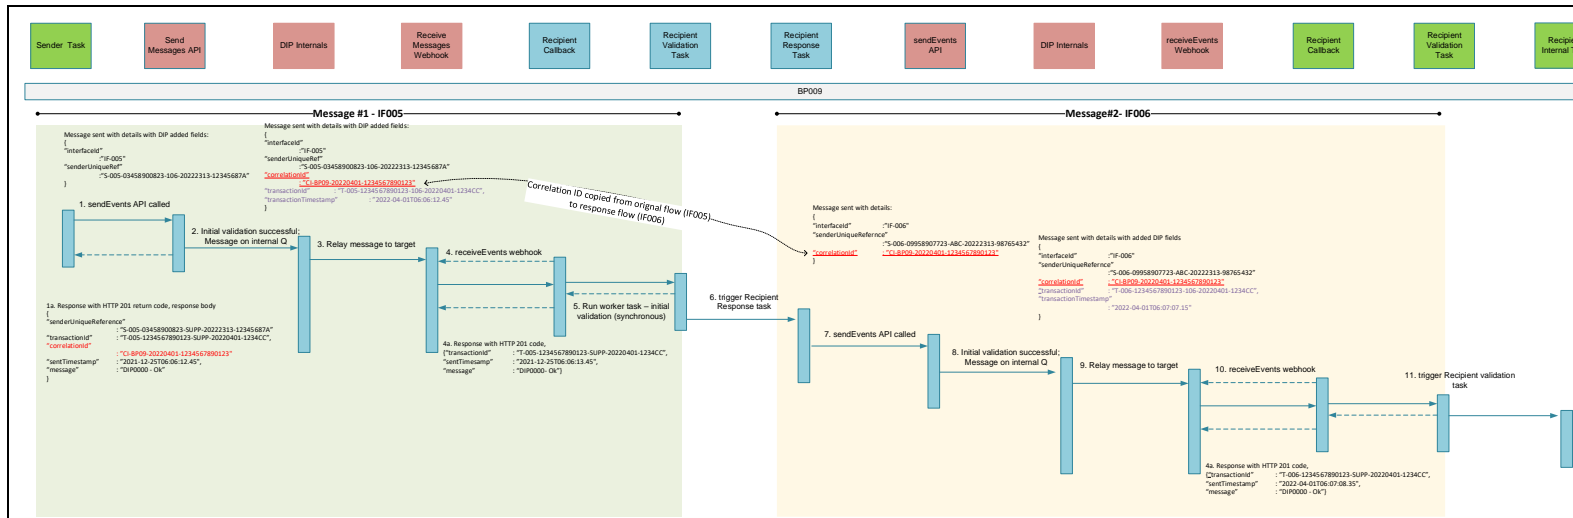 Sender Task
Send
Messages API
DIP Internals
Receive
Messages
Webhook
Recipient
Callback
Recipient
Validation
Task
Recipient
Response
Task
sendEvents
API
DIP Internals
receiveEvents
Webhook
Recipient
Callback
Recipient
Validation
Task
BP009
Message #1 - IF005
Message#2- IF006
Message sent with details with DIP added fields:
{
"interfaceId"
:"IF-005"
"senderUniqueRef"
:"S-005-03458900823-106-20222313-12345687A"
}
Message sent with details with DIP added fields:
{
"interfaceId"
:"IF-005"
"senderUniqueRef"
:"S-005-03458900823-106-20222313-12345687A"
"correlationId"
: "CI-BP09-20220401-1234567890123"
"transactionId" : "T-005-1234567890123-106-20220401-1234CC",
"transactionTimestamp" : "2022-04-01T06:06:12.45"
}
Correlation ID copied from orignal flow (IF005)
to response flow (IF006)
1. sendEvents API called
2. Initial validation successful;
Message on internal Q
3. Relay message to target
4. receiveEvents webhook
5. Run worker task – initial
validation (synchronous)
6. trigger Recipient
Response task
1a. Response with HTTP 201 return code, response body
{
"senderUniqueReference"
: "S-005-03458900823-SUPP-20222313-12345687A"
"transactionId" : "T-005-1234567890123-SUPP-20220401-1234CC",
"correlationId"
: "CI-BP09-20220401-1234567890123"
"sentTimestamp" : "2021-12-25T06:06:12.45",
"message" : "DIP0000 - Ok"
}
4a. Response with HTTP 201 code,
{"transactionId" : "T-005-1234567890123-SUPP-20220401-1234CC",
"sentTimesamp" : "2021-12-25T06:06:13.45",
"message" : "DIP0000- Ok"}
Message sent with details:
{
"interfaceId" :"IF-006"
"senderUniqueRefernce"
:"S-006-09958907723-ABC-20222313-98765432"
"correlationId" : "CI-BP09-20220401-1234567890123"
}
Message sent with details with added DIP fields
{
"interfaceId" :"IF-006"
"senderUniqueRefernce"
:"S-006-09958907723-ABC-20222313-98765432"
"correlationId" : "CI-BP09-20220401-1234567890123"
"transactionId" : "T-006-1234567890123-106-20220401-1234CC",
"transactionTimestamp"
: "2022-04-01T06:07:07.15"
}
7. sendEvents API called
8. Initial validation successful;
Message on internal Q
9. Relay message to target
10. receiveEvents webhook
11. trigger Recipient validation
task
4a. Response with HTTP 201 code,
{"transactionId" : "T-006-1234567890123-SUPP-20220401-1234CC",
"sentTimestamp" : "2022-04-01T06:07:08.35",
"message" : "DIP0000 - Ok"}